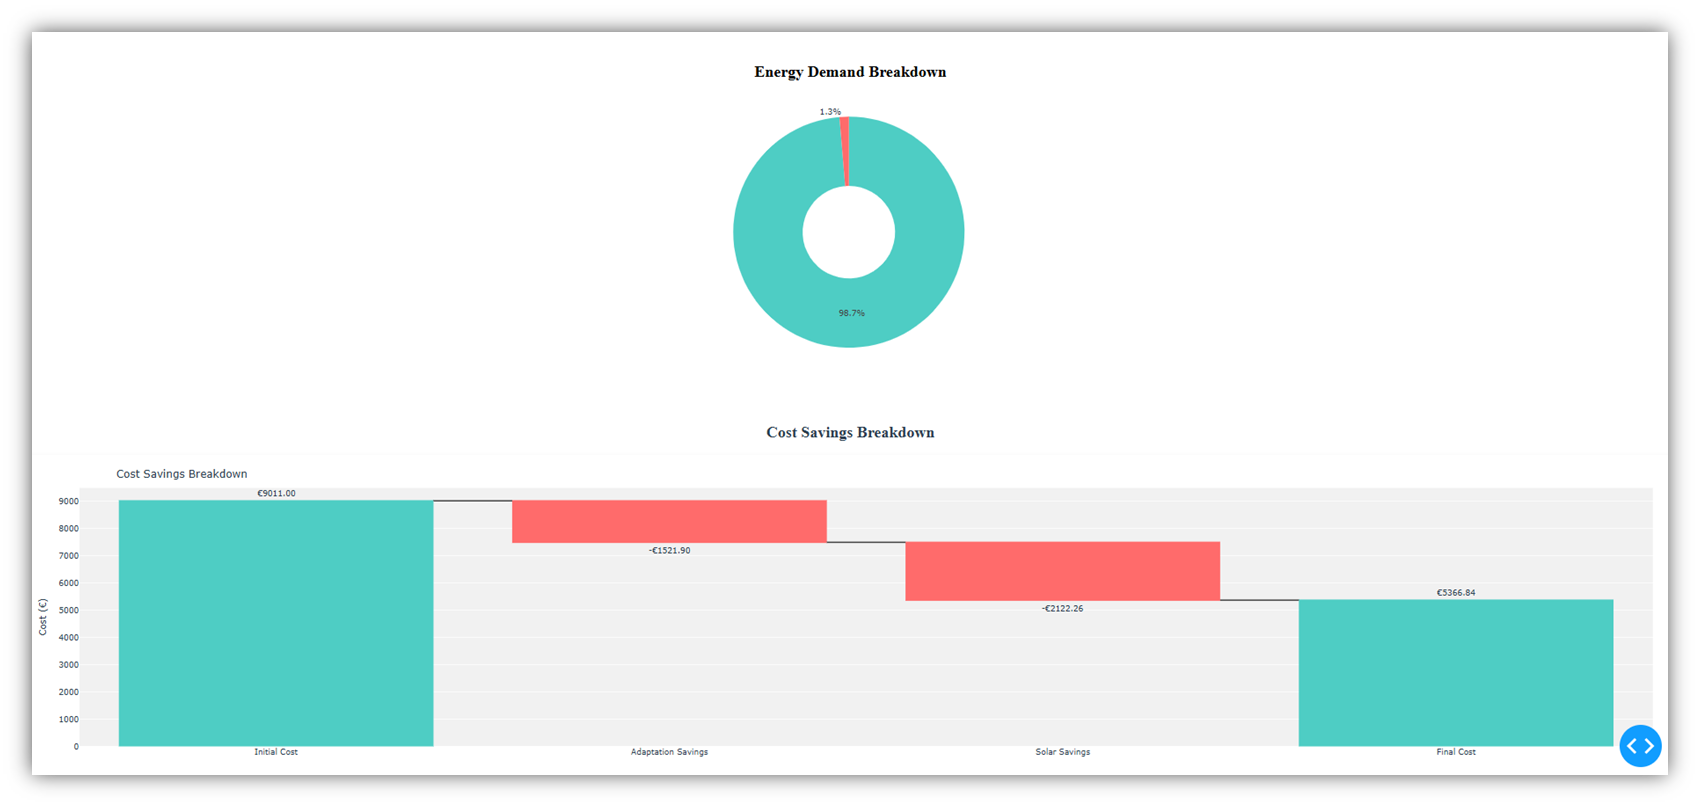 Energy Demand Breakdown
1.3%
98.7%
Cost Savings Breakdown
Cost Savings Breakdown
€9011.00
9000
8000
-€1521.90
7000
6000
€5366.84
-€2122.26
5000
Cost (€)
4000
3000
2000
1000
0
Initial Cost
Adaptation Savings
Solar Savings
Final Cost